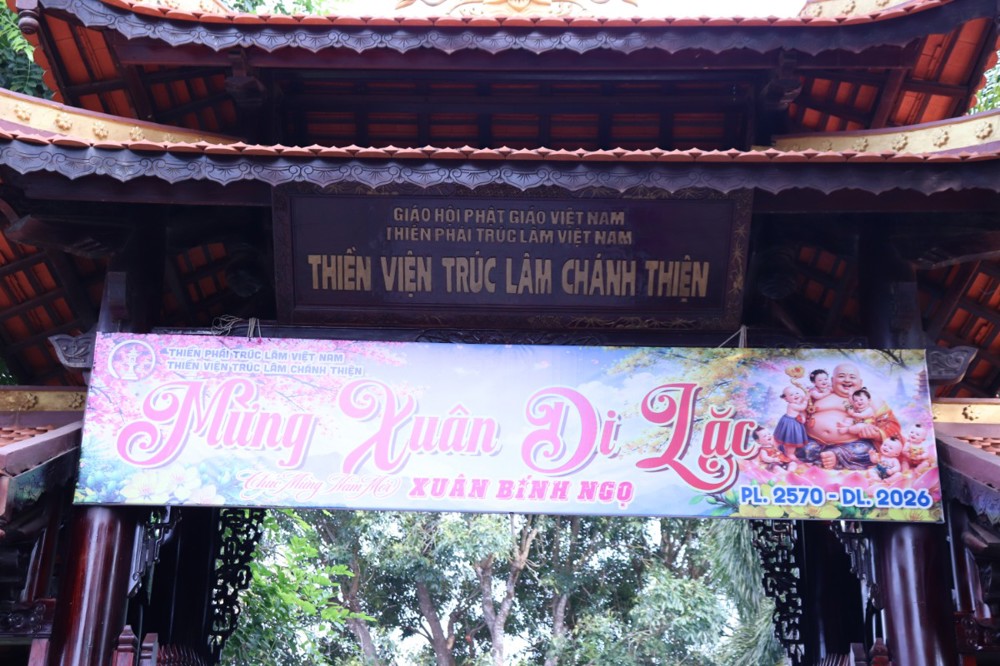 GIÁO HỘI PHẬT GIÁO VIỆT NAM
THIỀN PHÁI TRÚC LÂM VIỆT NAM
THIỀN VIỆN TRÚC LÂM CHÁNH THIỆN
THIỀN PHÁI TRÚC LÂM VIỆT NAM
THIỀN VIỆN TRÚC LÂM CHÁNH THIỆN
Mừng Xuân Di Lặc
Chúc Mừng Năm Mới
XUÂN BÍNH NGỌ
PL. 2570 - DL. 2026